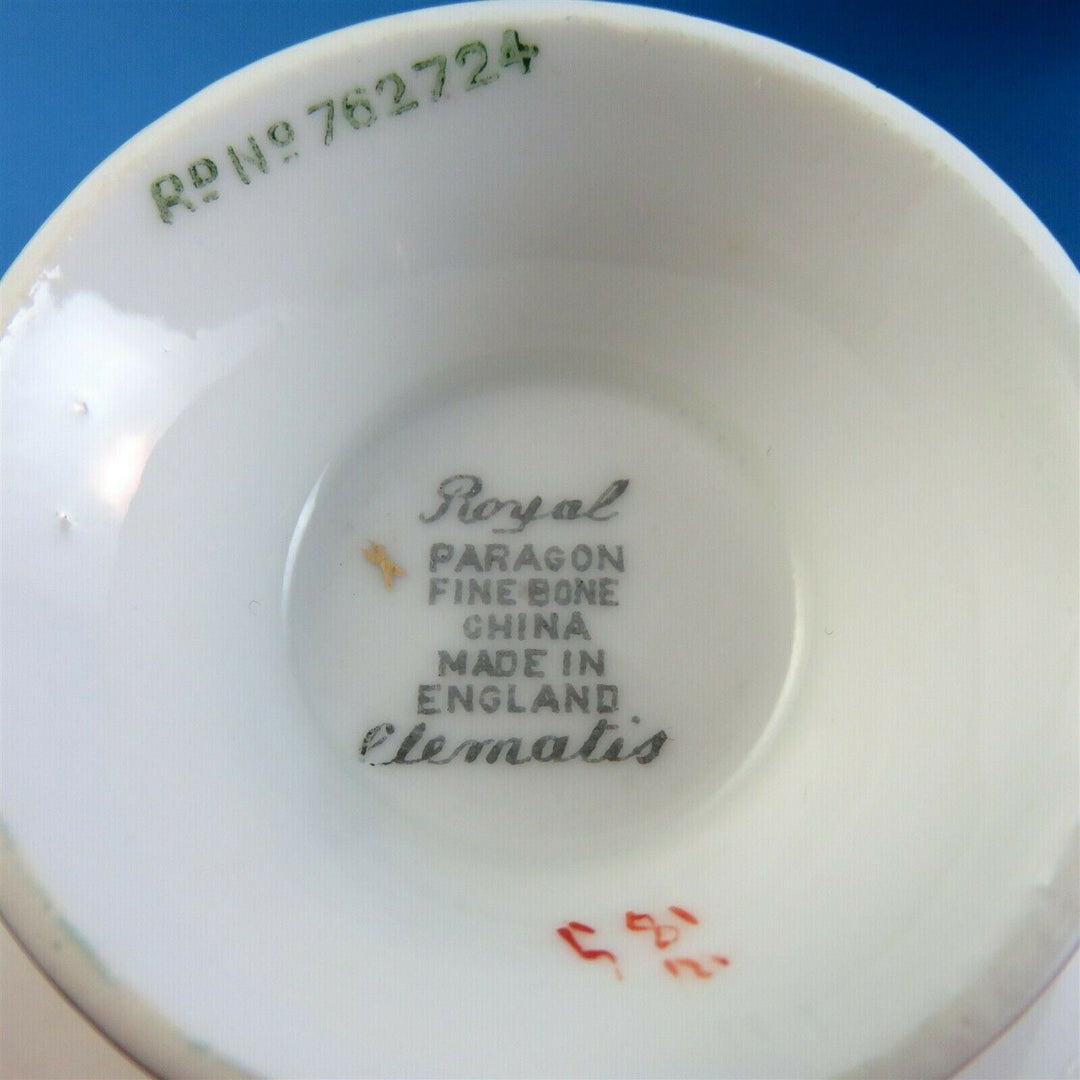 RD No 762724
Royal
PARAGON
FINE BONE
CHINA
MADE IN
ENGLAND
Clematis